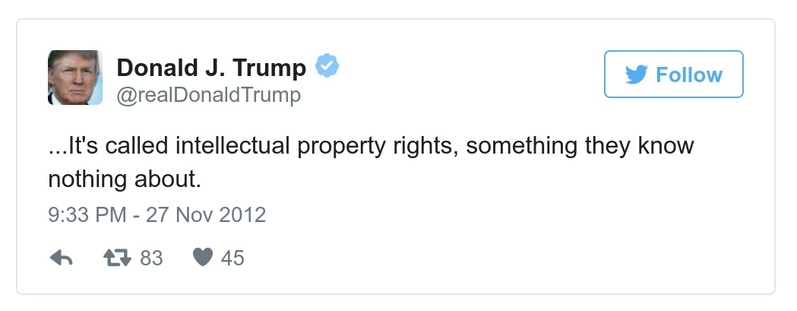 Donald J. Trump
@realDonaldTrump
Follow
...It's called intellectual property rights, something they know
nothing about.
9:33 PM - 27 Nov 2012
83 45